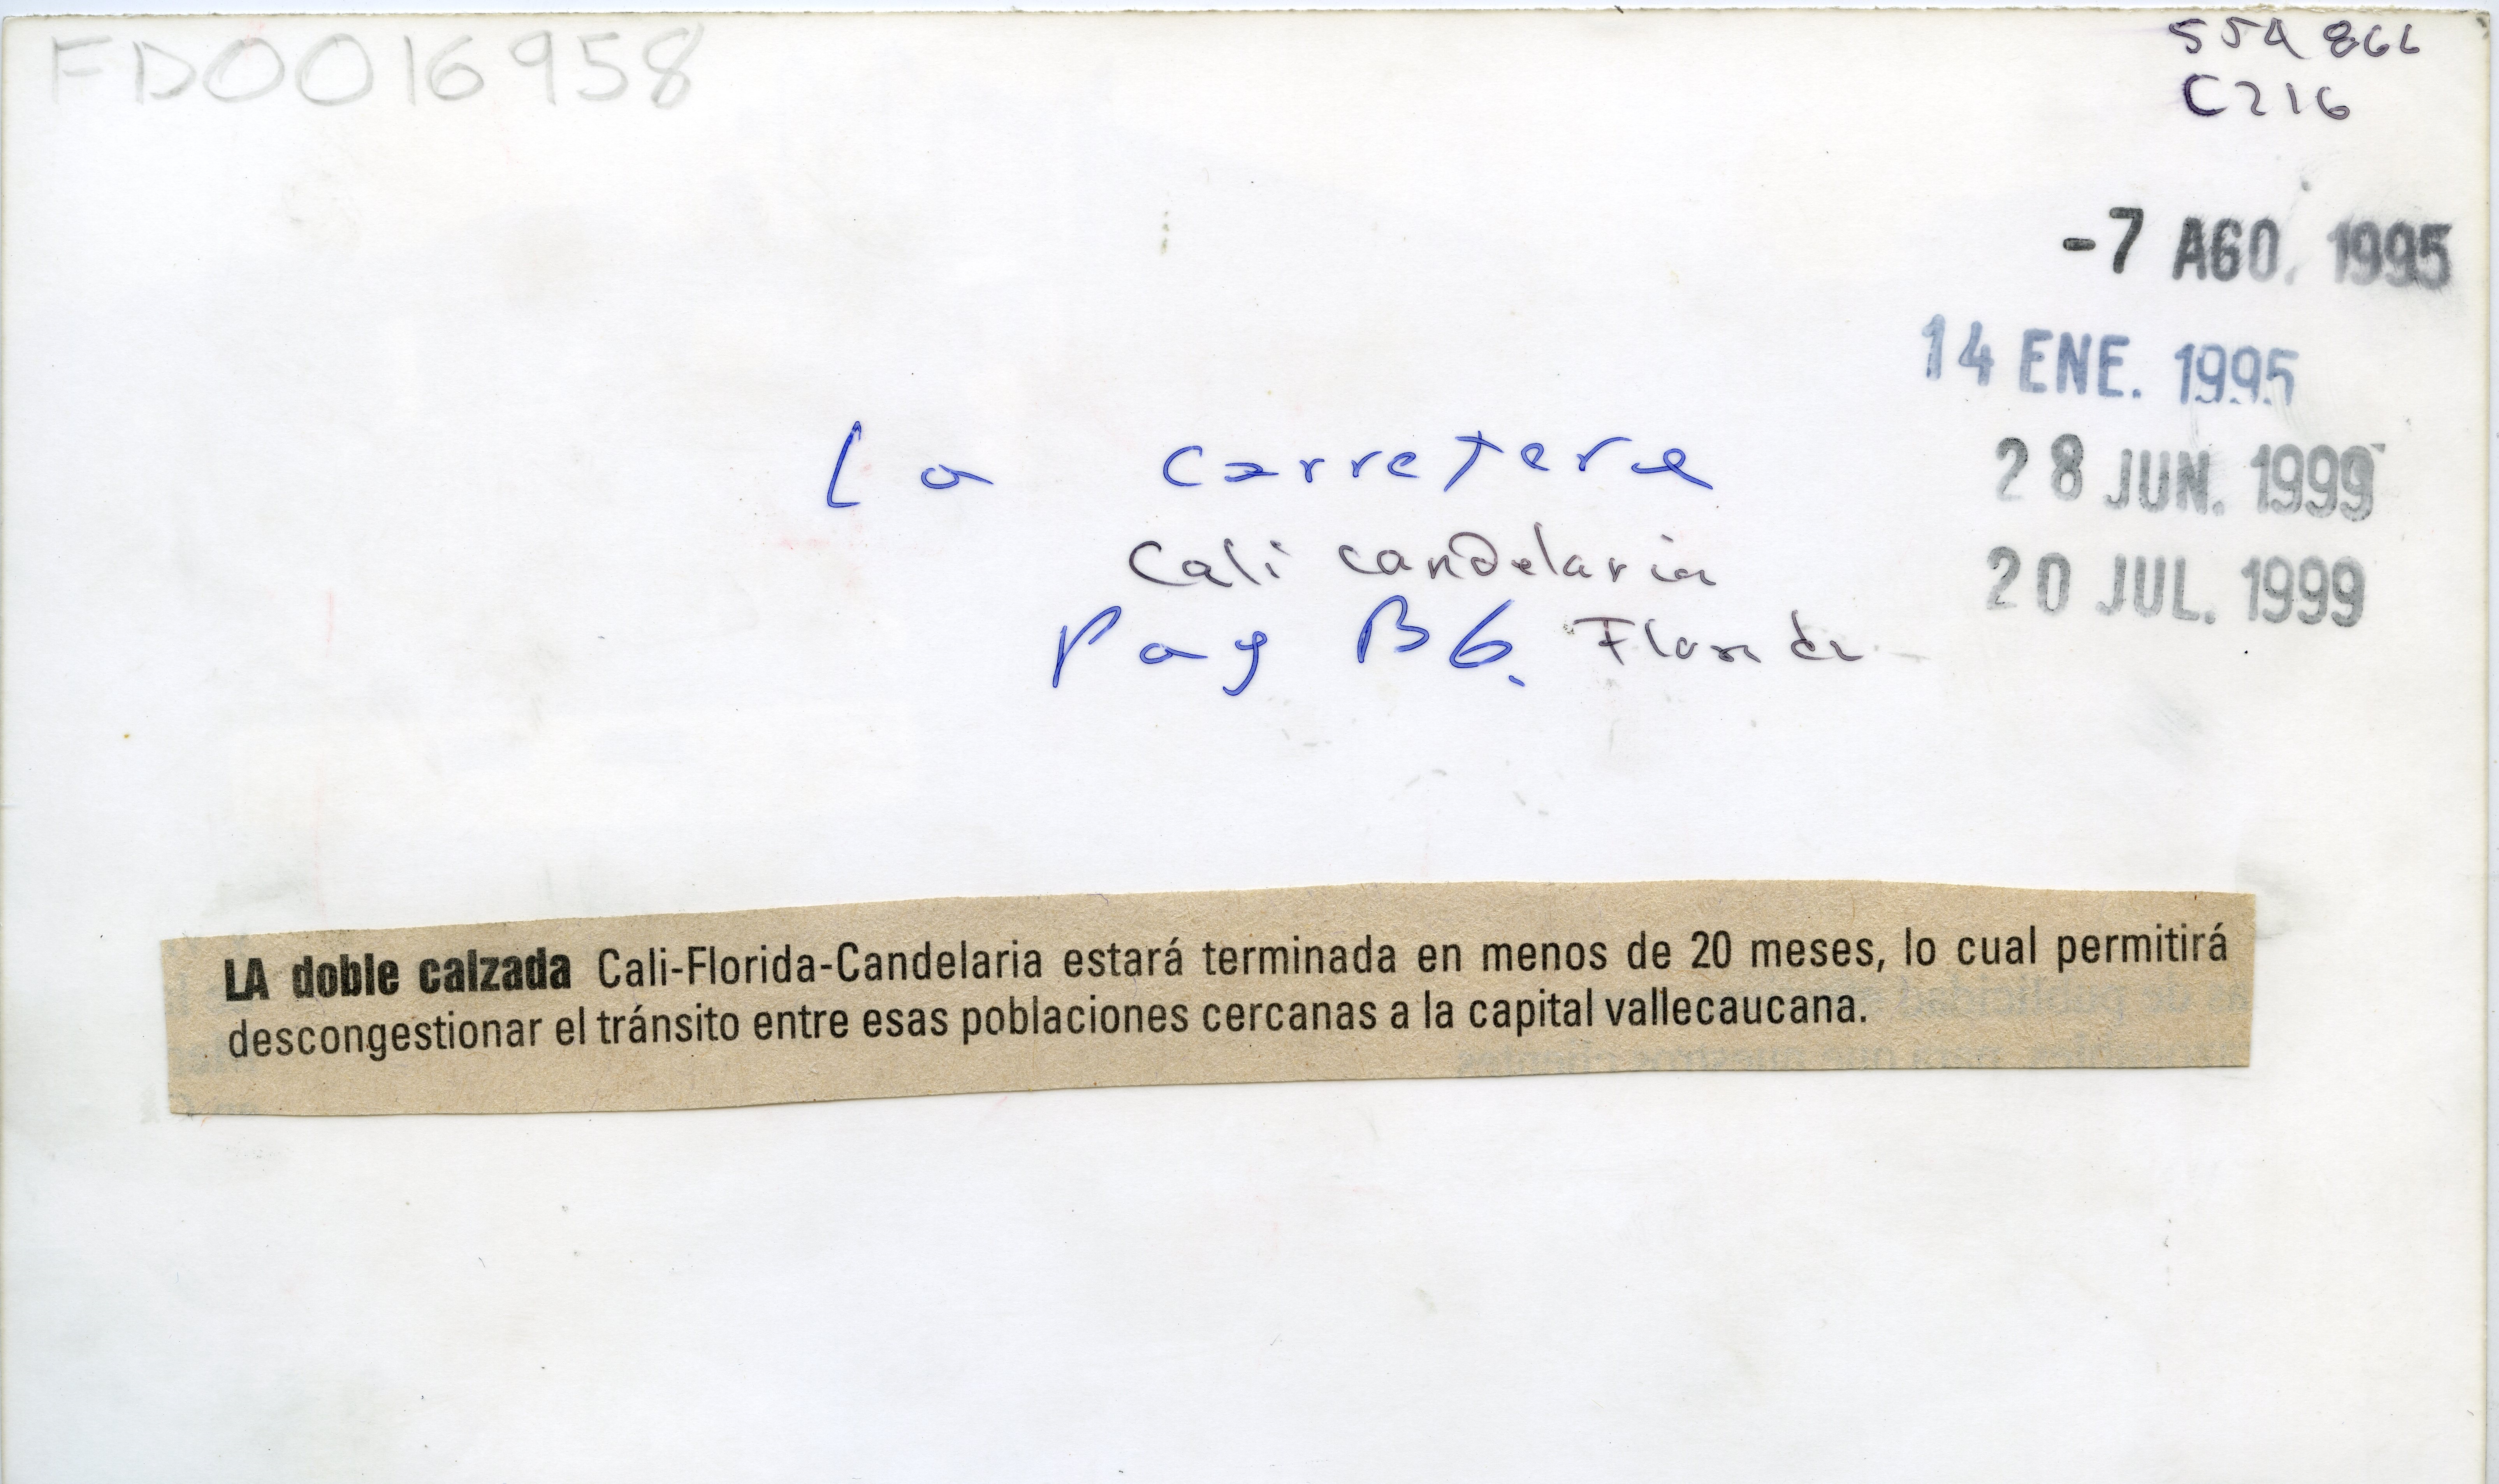 FD0016958
C216
-7 AGO. 1995
14 ENE. 1995
28 JUN. 1999
20 JUL. 1999
La carretera
Cali Candelaria
Pag B6. Florida
LA doble calzada Cali-Florida-Candelaria estará terminada en menos de 20 meses, lo cual permitirá
descongestionar el tránsito entre esas poblaciones cercanas a la capital vallecaucana.